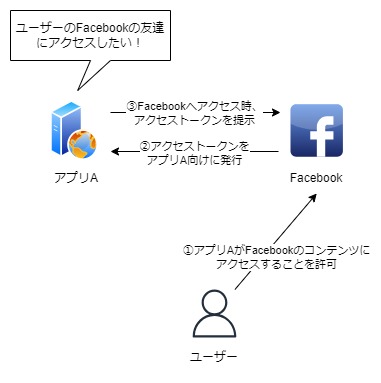 ユーザーのFacebookの友達
にアクセスしたい！
③Facebookへアクセス時、
アクセストークンを提示
②アクセストークンを
アプリA向けに発行
アプリA
Facebook
①アプリAがFacebookのコンテンツに
アクセスすることを許可
ユーザー